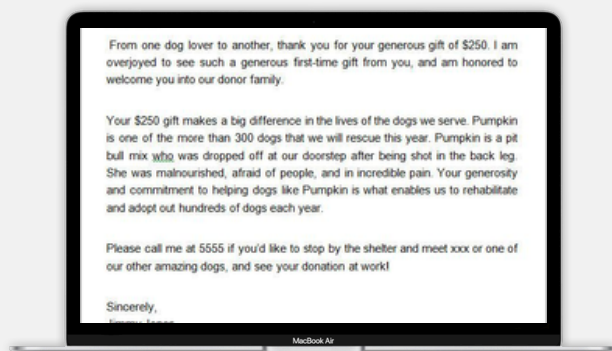 From one dog lover to another, thank you for your generous gift of $250. I am
overjoyed to see such a generous first-time gift from you, and am honored to
welcome you into our donor family.
Your $250 gift makes a big difference in the lives of the dogs we serve. Pumpkin
is one of the more than 300 dogs that we will rescue this year. Pumpkin is a pit
bull mix who was dropped off at our doorstep after being shot in the back leg.
She was malnourished, afraid of people, and in incredible pain. Your generosity
and commitment to helping dogs like Pumpkin is what enables us to rehabilitate
and adopt out hundreds of dogs each year.
Please call me at 5555 if you'd like to stop by the shelter and meet xxx or one of
our other amazing dogs, and see your donation at work!
Sincerely,
MacBook Air